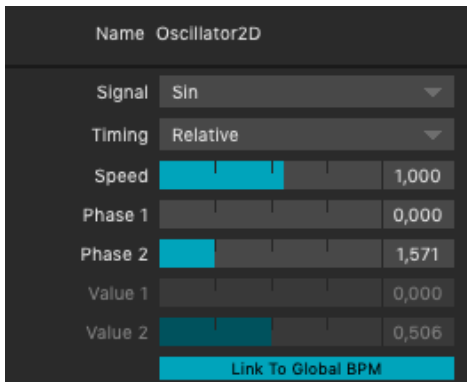 Name Oscillator2D
Signal Sin
Timing Relative
Speed 1,000
Phase 1 0,000
Phase 2 1,571
Value 1 0,000
Value 2 0,506
Link To Global BPM